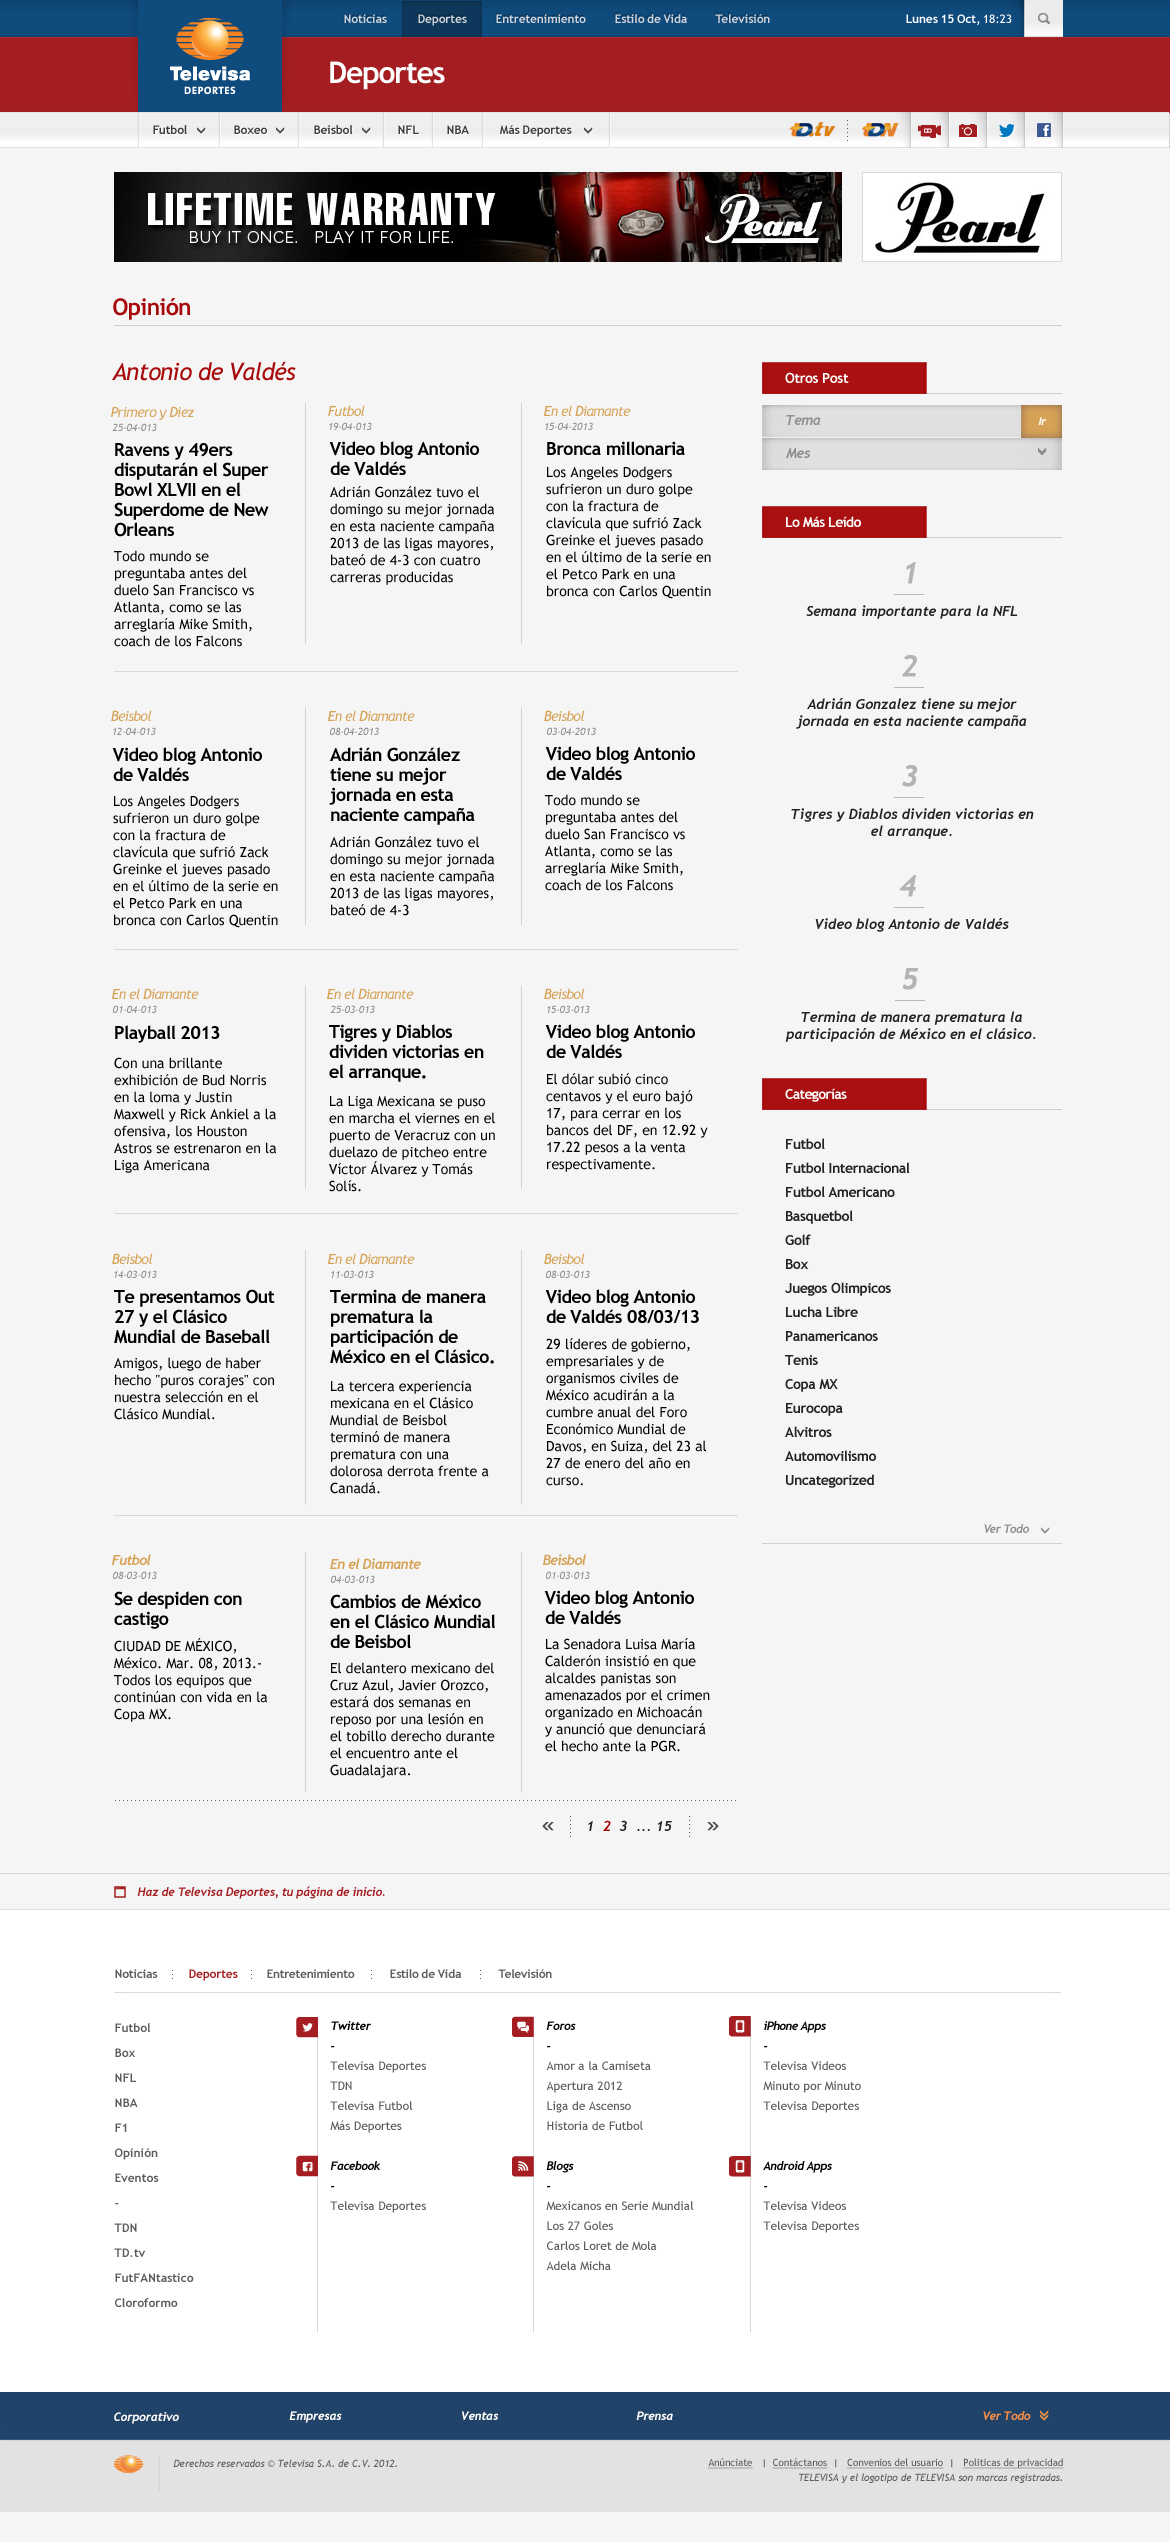 Noticias Deportes Entretenimiento Estilo de Vida Televisión Lunes 15 Oct, 18:23
Televisa
DEPORTES
Deportes
Futbol Boxeo Beisbol NFL NBA Más Deportes TD.tv TDN
LIFETIME WARRANTY
BUY IT ONCE. PLAY IT FOR LIFE.
Pearl
Pearl
Opinión
Antonio de Valdés
Primero y Diez
25-04-013
Ravens y 49ers
disputarán el Super
Bowl XLVII en el
Superdome de New
Orleans
Todo mundo se
preguntaba antes del
duelo San Francisco vs
Atlanta, como se las
arreglaría Mike Smith,
coach de los Falcons
Futbol
19-04-013
Video blog Antonio
de Valdés
Adrián González tuvo el
domingo su mejor jornada
en esta naciente campaña
2013 de las ligas mayores,
bateó de 4-3 con cuatro
carreras producidas
En el Diamante
15-04-2013
Bronca millonaria
Los Angeles Dodgers
sufrieron un duro golpe
con la fractura de
clavícula que sufrió Zack
Greinke el jueves pasado
en el último de la serie en
el Petco Park en una
bronca con Carlos Quentin
Beisbol
12-04-013
Video blog Antonio
de Valdés
Los Angeles Dodgers
sufrieron un duro golpe
con la fractura de
clavícula que sufrió Zack
Greinke el jueves pasado
en el último de la serie en
el Petco Park en una
bronca con Carlos Quentin
En el Diamante
08-04-2013
Adrián González
tiene su mejor
jornada en esta
naciente campaña
Adrián González tuvo el
domingo su mejor jornada
en esta naciente campaña
2013 de las ligas mayores,
bateó de 4-3
Beisbol
03-04-2013
Video blog Antonio
de Valdés
Todo mundo se
preguntaba antes del
duelo San Francisco vs
Atlanta, como se las
arreglaría Mike Smith,
coach de los Falcons
En el Diamante
01-04-013
Playball 2013
Con una brillante
exhibición de Bud Norris
en la loma y Justin
Maxwell y Rick Ankiel a la
ofensiva, los Houston
Astros se estrenaron en la
Liga Americana
En el Diamante
25-03-013
Tigres y Diablos
dividen victorias en
el arranque.
La Liga Mexicana se puso
en marcha el viernes en el
puerto de Veracruz con un
duelazo de pitcheo entre
Víctor Álvarez y Tomás
Solís.
Beisbol
15-03-013
Video blog Antonio
de Valdés
El dólar subió cinco
centavos y el euro bajó
17, para cerrar en los
bancos del DF, en 12.92 y
17.22 pesos a la venta
respectivamente.
Beisbol
14-03-013
Te presentamos Out
27 y el Clásico
Mundial de Baseball
Amigos, luego de haber
hecho "puros corajes" con
nuestra selección en el
Clásico Mundial.
En el Diamante
11-03-013
Termina de manera
prematura la
participación de
México en el Clásico.
La tercera experiencia
mexicana en el Clásico
Mundial de Beisbol
terminó de manera
prematura con una
dolorosa derrota frente a
Canadá.
Beisbol
08-03-013
Video blog Antonio
de Valdés 08/03/13
29 líderes de gobierno,
empresariales y de
organismos civiles de
México acudirán a la
cumbre anual del Foro
Económico Mundial de
Davos, en Suiza, del 23 al
27 de enero del año en
curso.
Futbol
08-03-013
Se despiden con
castigo
CIUDAD DE MÉXICO,
México. Mar. 08, 2013.-
Todos los equipos que
continúan con vida en la
Copa MX.
En el Diamante
04-03-013
Cambios de México
en el Clásico Mundial
de Beisbol
El delantero mexicano del
Cruz Azul, Javier Orozco,
estará dos semanas en
reposo por una lesión en
el tobillo derecho durante
el encuentro ante el
Guadalajara.
Beisbol
01-03-013
Video blog Antonio
de Valdés
La Senadora Luisa María
Calderón insistió en que
alcaldes panistas son
amenazados por el crimen
organizado en Michoacán
y anunció que denunciará
el hecho ante la PGR.
« 1 2 3 ... 15 »
Otros Post
Tema Ir
Mes
Lo Más Leído
1
Semana importante para la NFL
2
Adrián Gonzalez tiene su mejor
jornada en esta naciente campaña
3
Tigres y Diablos dividen victorias en
el arranque.
4
Video blog Antonio de Valdés
5
Termina de manera prematura la
participación de México en el clásico.
Categorías
Futbol
Futbol Internacional
Futbol Americano
Basquetbol
Golf
Box
Juegos Olimpicos
Lucha Libre
Panamericanos
Tenis
Copa MX
Eurocopa
Alvitros
Automovilismo
Uncategorized
Ver Todo
Haz de Televisa Deportes, tu página de inicio.
Noticias Deportes Entretenimiento Estilo de Vida Televisión
Futbol
Box
NFL
NBA
F1
Opinión
Eventos
-
TDN
TD.tv
FutFANtastico
Cloroformo
Twitter
-
Televisa Deportes
TDN
Televisa Futbol
Más Deportes
Facebook
-
Televisa Deportes
Foros
-
Amor a la Camiseta
Apertura 2012
Liga de Ascenso
Historia de Futbol
Blogs
-
Mexicanos en Serie Mundial
Los 27 Goles
Carlos Loret de Mola
Adela Micha
iPhone Apps
-
Televisa Videos
Minuto por Minuto
Televisa Deportes
Android Apps
-
Televisa Videos
Televisa Deportes
Corporativo Empresas Ventas Prensa Ver Todo
Derechos reservados © Televisa S.A. de C.V. 2012.
Anúnciate | Contáctanos | Convenios del usuario | Políticas de privacidad
TELEVISA y el logotipo de TELEVISA son marcas registradas.